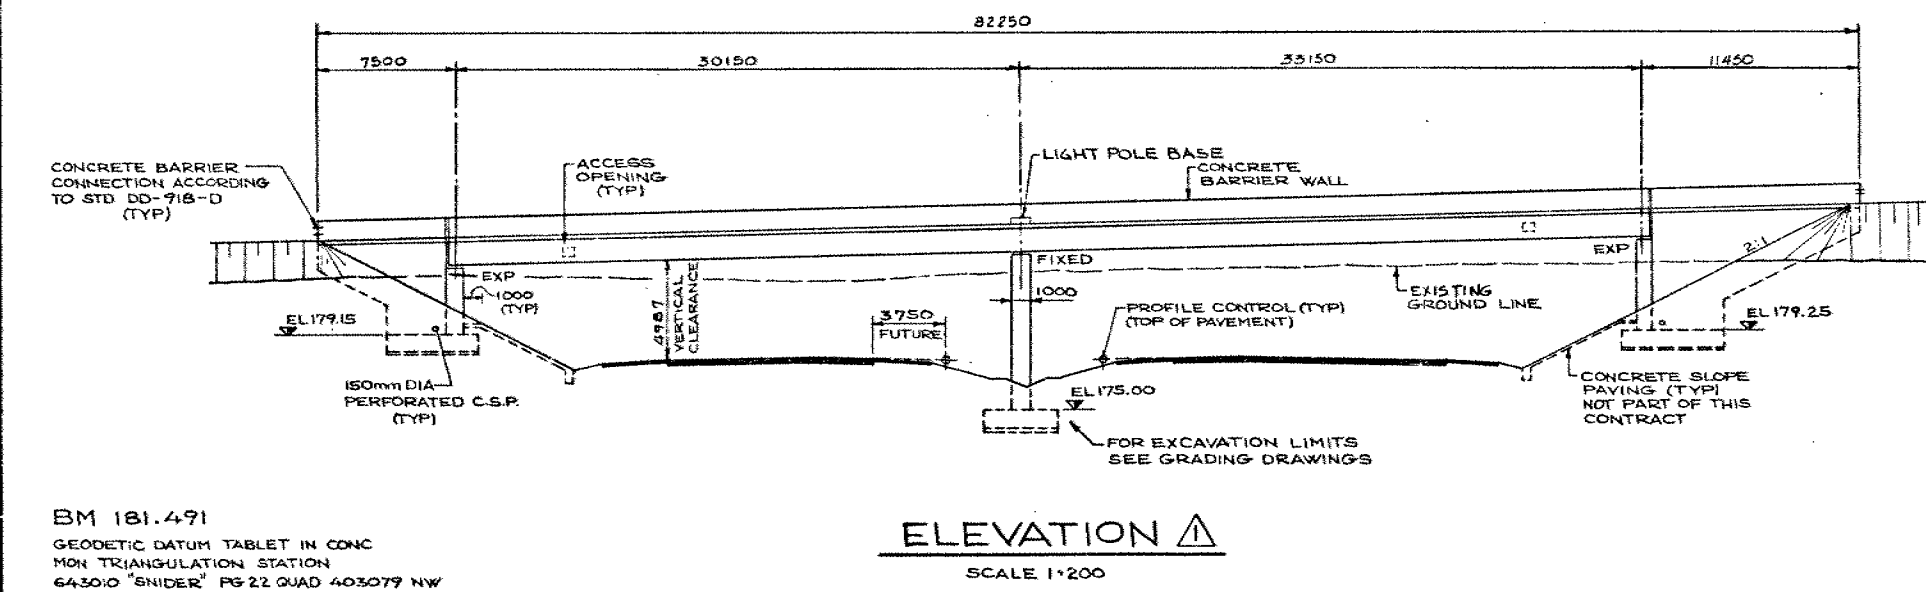 82250
7500
30150
33150
11450
CONCRETE BARRIER
CONNECTION ACCORDING
TO STD DD-918-D
(TYP)
ACCESS
OPENING
(TYP)
LIGHT POLE BASE
CONCRETE
BARRIER WALL
EXP
1000
(TYP)
4987
VERTICAL
CLEARANCE
FIXED
1000
EXP
2:1
EXISTING
GROUND LINE
EL 179.15
3750
FUTURE
PROFILE CONTROL (TYP)
(TOP OF PAVEMENT)
EL 179.25
150mm DIA
PERFORATED C.S.P.
(TYP)
EL 175.00
CONCRETE SLOPE
PAVING (TYP)
NOT PART OF THIS
CONTRACT
FOR EXCAVATION LIMITS
SEE GRADING DRAWINGS
BM 181.491
GEODETIC DATUM TABLET IN CONC
MON TRIANGULATION STATION
643010 "SNIDER" PG 22 QUAD 403079 NW
ELEVATION 1
SCALE 1:200